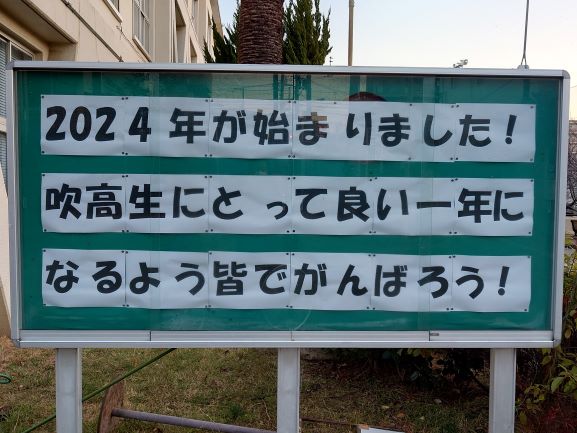 2024年が始まりました！
吹高生にとって良い一年に
なるよう皆でがんばろう！